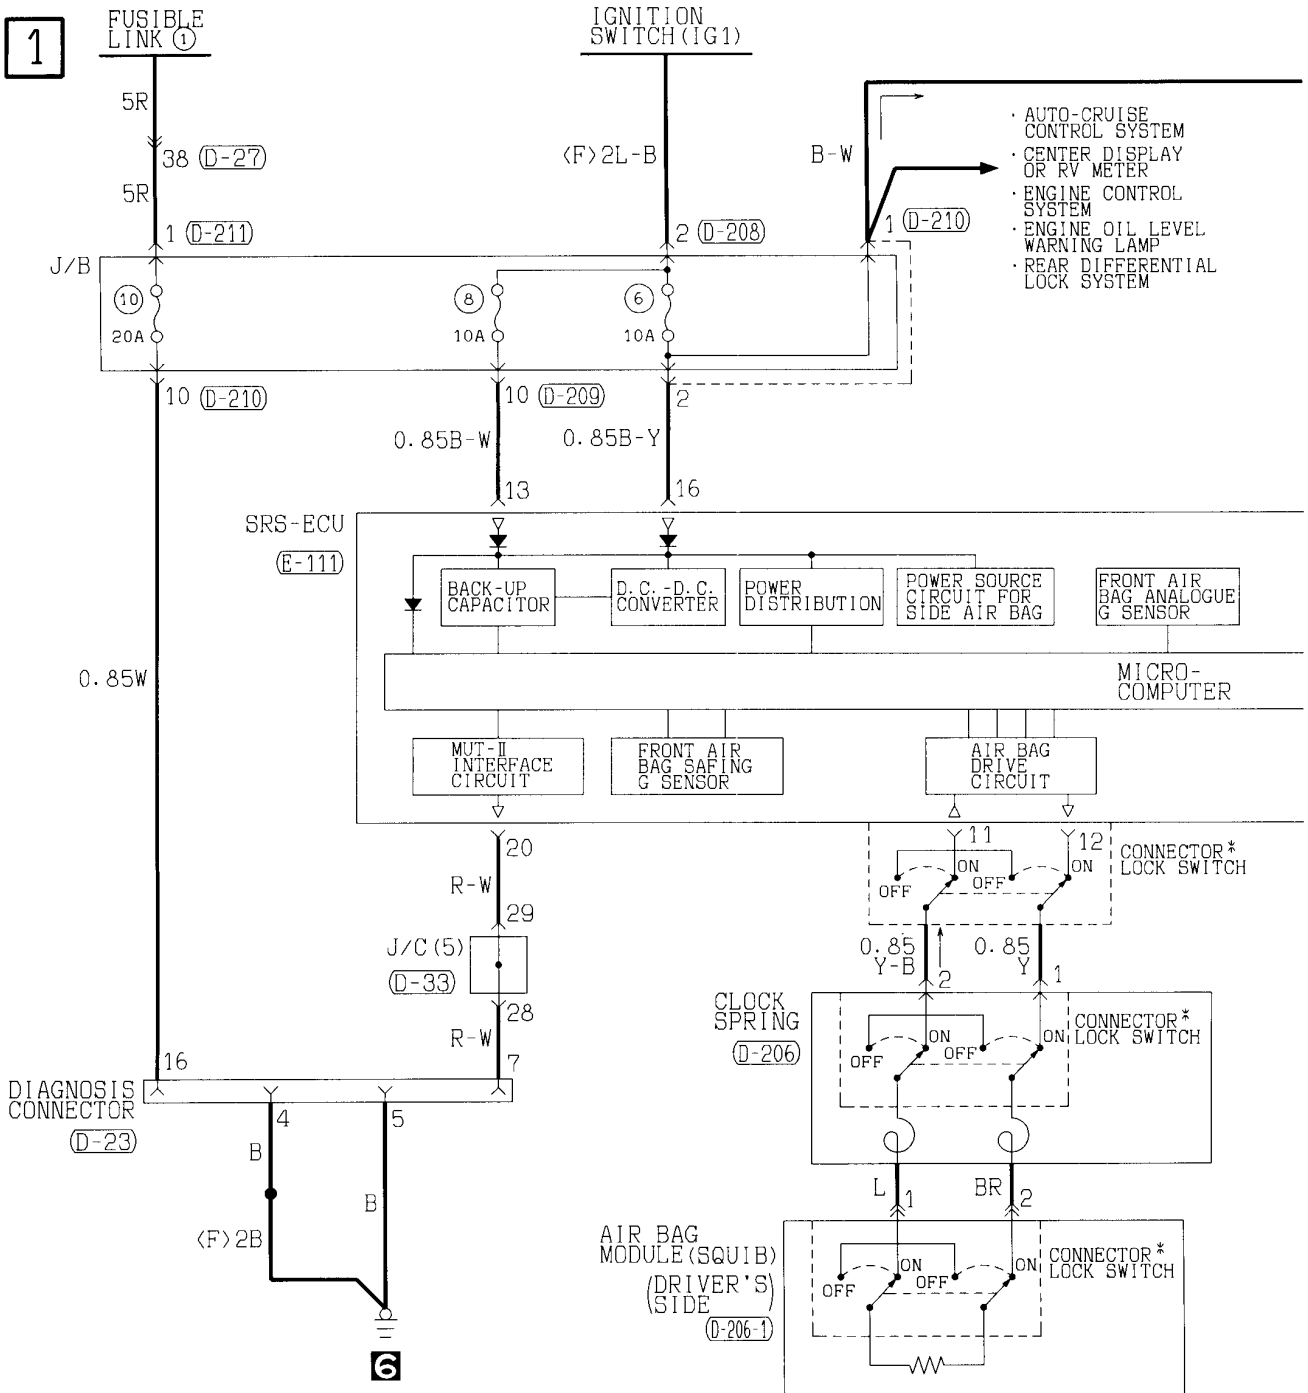 1
FUSIBLE
LINK ①
IGNITION
SWITCH(IG1)
5R
38 (D-27)
5R
1 (D-211)
⟨F⟩2L-B
2 (D-208)
B-W
1 (D-210)
· AUTO-CRUISE
CONTROL SYSTEM
· CENTER DISPLAY
OR RV METER
· ENGINE CONTROL
SYSTEM
· ENGINE OIL LEVEL
WARNING LAMP
· REAR DIFFERENTIAL
LOCK SYSTEM
J/B
⑩
20A
⑧
10A
⑥
10A
10 (D-210)
10 (D-209)
2
0.85B-W
0.85B-Y
13
16
SRS-ECU
(E-111)
BACK-UP
CAPACITOR
D.C.-D.C.
CONVERTER
POWER
DISTRIBUTION
POWER SOURCE
CIRCUIT FOR
SIDE AIR BAG
FRONT AIR
BAG ANALOGUE
G SENSOR
0.85W
MICRO-
COMPUTER
MUT-II
INTERFACE
CIRCUIT
FRONT AIR
BAG SAFING
G SENSOR
AIR BAG
DRIVE
CIRCUIT
20
11
12
OFF
ON
OFF
ON
CONNECTOR*
LOCK SWITCH
R-W
29
J/C(5)
(D-33)
28
R-W
7
0.85
Y-B
2
0.85
Y
1
CLOCK
SPRING
(D-206)
OFF
ON
OFF
ON
CONNECTOR*
LOCK SWITCH
16
DIAGNOSIS
CONNECTOR
(D-23)
4
5
B
B
⟨F⟩2B
6
L
1
BR
2
AIR BAG
MODULE(SQUIB)
(DRIVER'S
SIDE)
(D-206-1)
OFF
ON
OFF
ON
CONNECTOR*
LOCK SWITCH